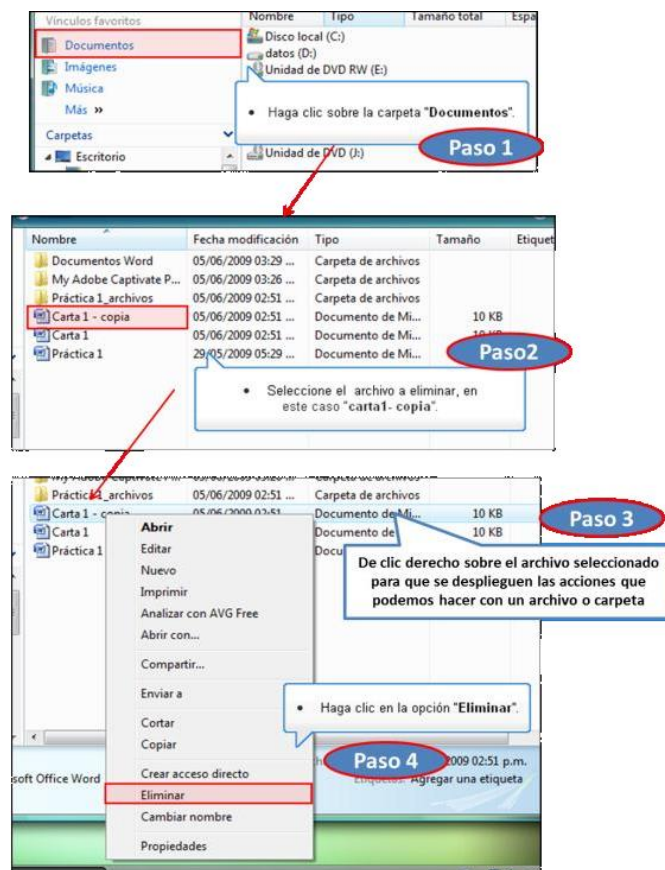 Vínculos favoritos
Nombre Tipo Tamaño total Espa
Documentos
Imágenes
Música
Más »
Carpetas
Escritorio
Disco local (C:)
datos (D:)
Unidad de DVD RW (E:)
• Haga clic sobre la carpeta "Documentos".
Unidad de DVD (J:)
Paso 1
Nombre Fecha modificación Tipo Tamaño Etiquet
Documentos Word 05/06/2009 03:29 ... Carpeta de archivos
My Adobe Captivate P... 05/06/2009 03:26 ... Carpeta de archivos
Práctica 1_archivos 05/06/2009 02:51 ... Carpeta de archivos
Carta 1 - copia 05/06/2009 02:51 ... Documento de Mi... 10 KB
Carta 1 05/06/2009 02:51 ... Documento de Mi... 10 KB
Práctica 1 29/05/2009 05:29 ... Documento de Mi...
Paso2
• Seleccione el archivo a eliminar, en
este caso "carta1- copia".
Práctica 1_archivos 05/06/2009 02:51 ... Carpeta de archivos
Carta 1 - copia 05/06/2009 02:51 Documento de Mi... 10 KB
Carta 1 Documento de 10 KB
Práctica 1 Docu
Paso 3
De clic derecho sobre el archivo seleccionado
para que se desplieguen las acciones que
podemos hacer con un archivo o carpeta
Abrir
Editar
Nuevo
Imprimir
Analizar con AVG Free
Abrir con...
Compartir...
Enviar a
Cortar
Copiar
Crear acceso directo
Eliminar
Cambiar nombre
Propiedades
• Haga clic en la opción "Eliminar".
Paso 4
2009 02:51 p.m.
soft Office Word
Etiquetas: Agregar una etiqueta